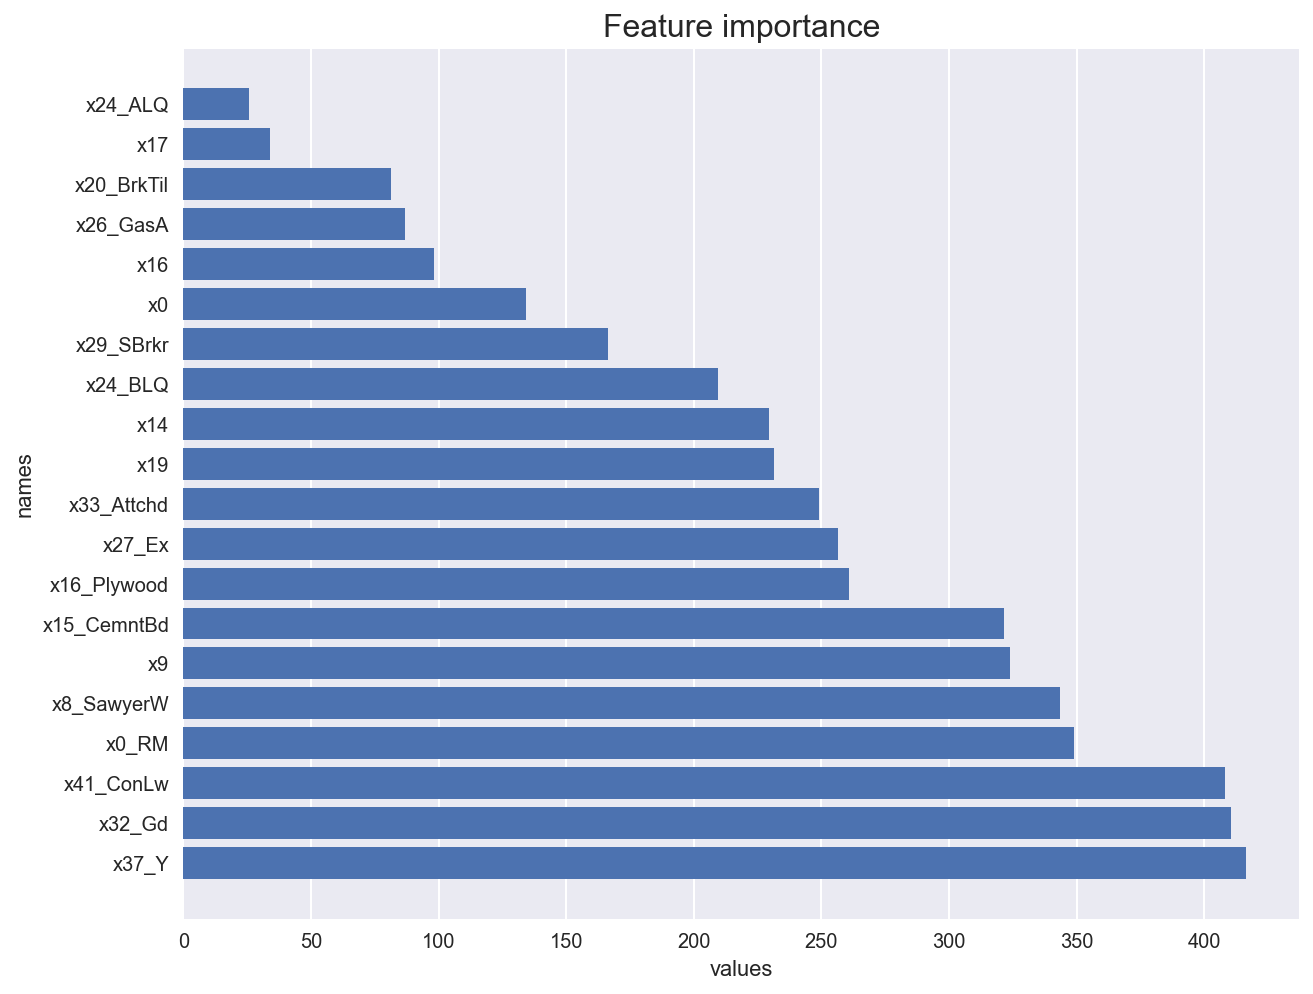 Feature importance
names
x24_ALQ
x17
x20_BrkTil
x26_GasA
x16
x0
x29_SBrkr
x24_BLQ
x14
x19
x33_Attchd
x27_Ex
x16_Plywood
x15_CemntBd
x9
x8_SawyerW
x0_RM
x41_ConLw
x32_Gd
x37_Y
0 50 100 150 200 250 300 350 400
values